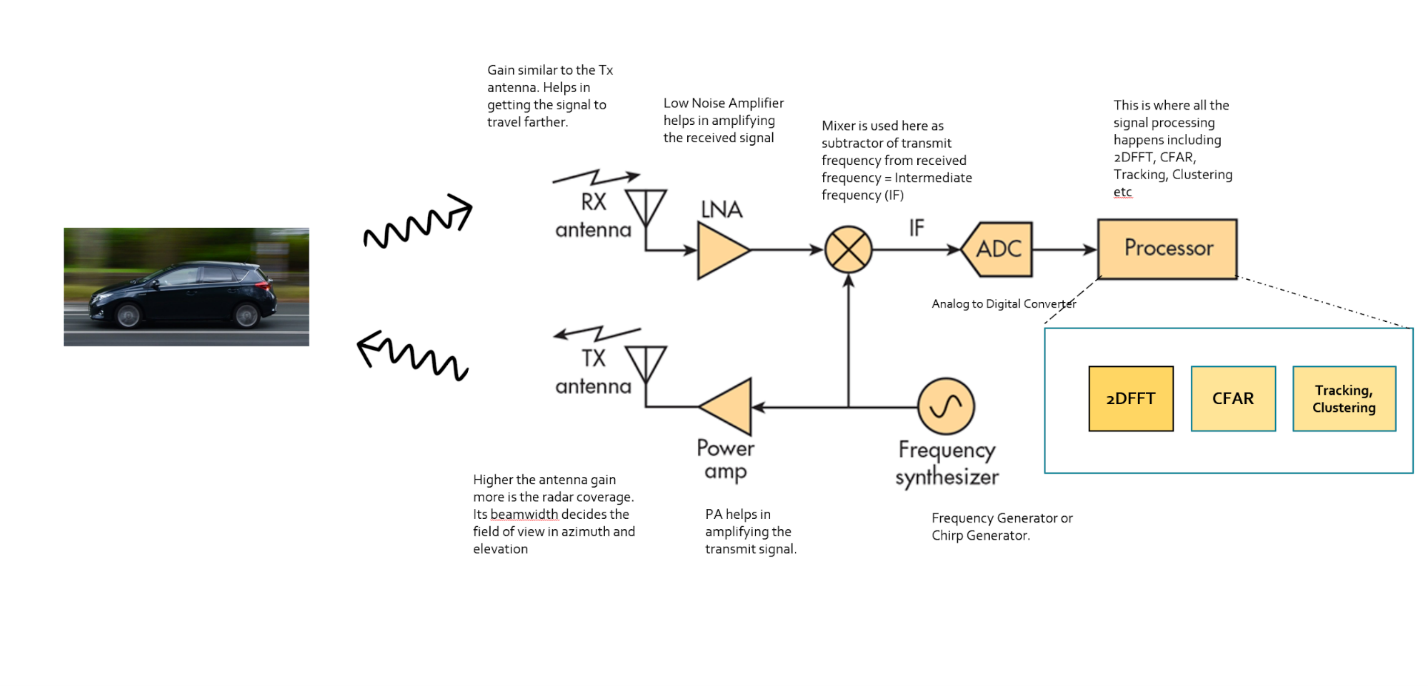 Gain similar to the Tx
antenna. Helps in
getting the signal to
travel farther.
Low Noise Amplifier
helps in amplifying
the received signal
Mixer is used here as
subtractor of transmit
frequency from received
frequency = Intermediate
frequency (IF)
This is where all the
signal processing
happens including
2DFFT, CFAR,
Tracking, Clustering
etc
RX
antenna
LNA
IF
ADC
Processor
Analog to Digital Converter
TX
antenna
Power
amp
Frequency
synthesizer
2DFFT
CFAR
Tracking,
Clustering
Higher the antenna gain
more is the radar coverage.
Its beamwidth decides the
field of view in azimuth and
elevation
PA helps in
amplifying the
transmit signal.
Frequency Generator or
Chirp Generator.